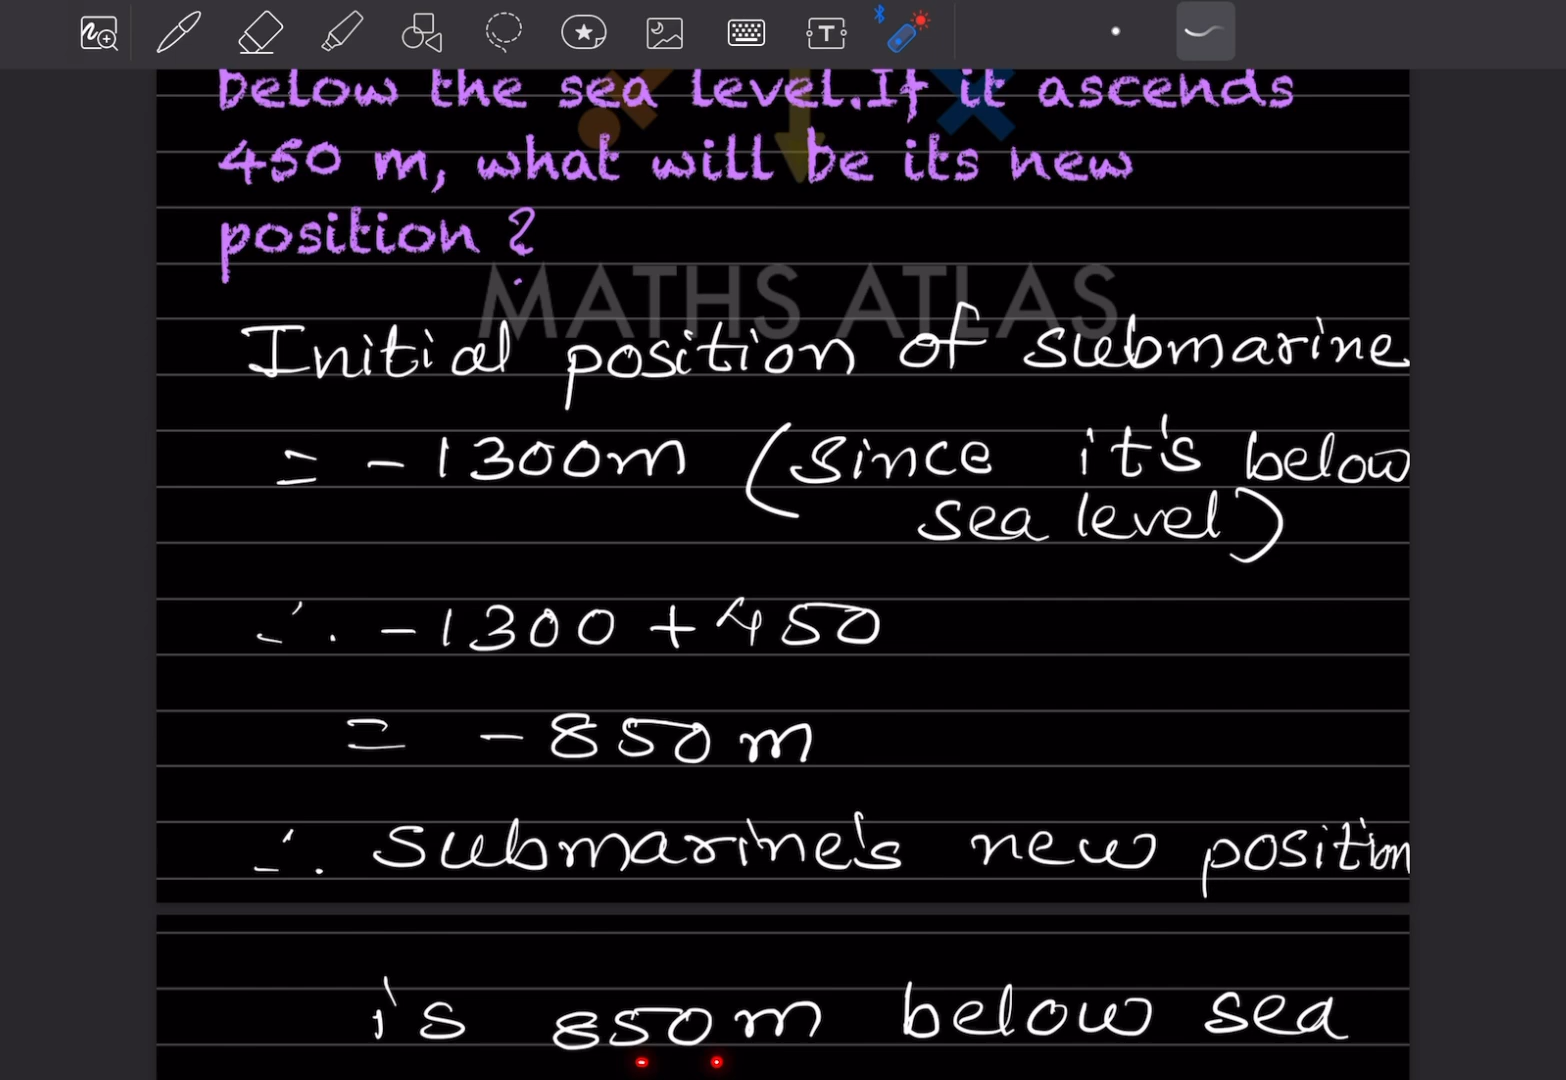 below the sea level.If it ascends
450 m, what will be its new
position ?
MATHS ATLAS
Initial position of submarine
= - 1300m (since it's below
sea level)
∴ - 1300 + 450
= - 850 m
∴ submarine's new position
is 850m below sea